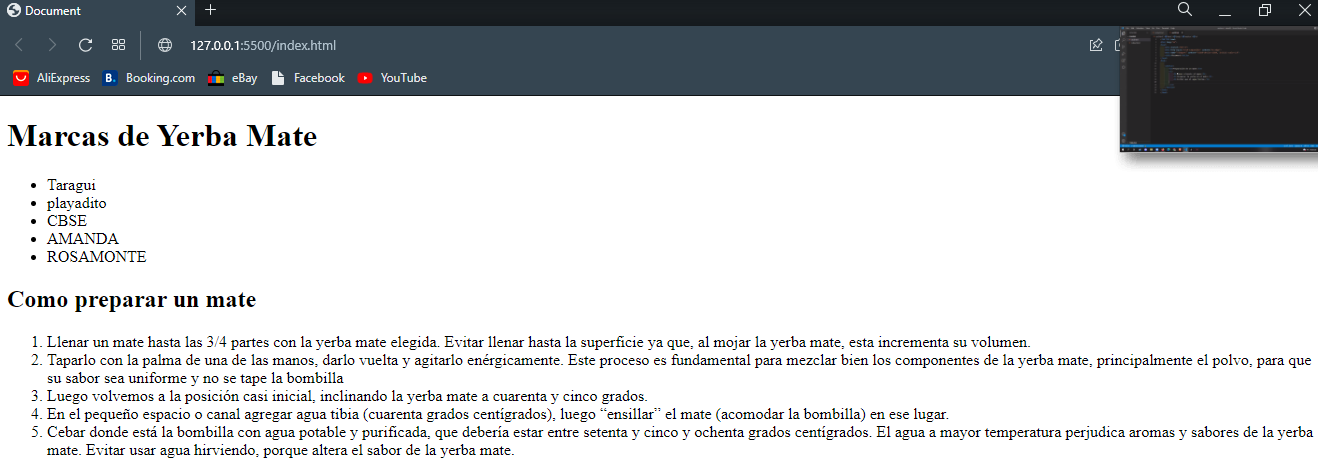 Document
127.0.0.1:5500/index.html
AliExpress B. Booking.com eBay Facebook YouTube
Marcas de Yerba Mate
Taragui
playadito
CBSE
AMANDA
ROSAMONTE
Como preparar un mate
1. Llenar un mate hasta las 3/4 partes con la yerba mate elegida. Evitar llenar hasta la superficie ya que, al mojar la yerba mate, esta incrementa su volumen.
2. Taparlo con la palma de una de las manos, darlo vuelta y agitarlo enérgicamente. Este proceso es fundamental para mezclar bien los componentes de la yerba mate, principalmente el polvo, para que
su sabor sea uniforme y no se tape la bombilla
3. Luego volvemos a la posición casi inicial, inclinando la yerba mate a cuarenta y cinco grados.
4. En el pequeño espacio o canal agregar agua tibia (cuarenta grados centígrados), luego “ensillar” el mate (acomodar la bombilla) en ese lugar.
5. Cebar donde está la bombilla con agua potable y purificada, que debería estar entre setenta y cinco y ochenta grados centígrados. El agua a mayor temperatura perjudica aromas y sabores de la yerba
mate. Evitar usar agua hirviendo, porque altera el sabor de la yerba mate.